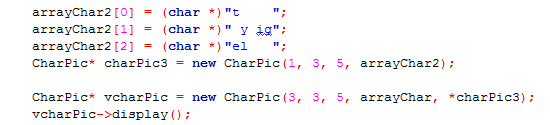 arrayChar2[0] = (char *)"t    ";
arrayChar2[1] = (char *)" y ig";
arrayChar2[2] = (char *)"el   ";
CharPic* charPic3 = new CharPic(1, 3, 5, arrayChar2);
CharPic* vcharPic = new CharPic(3, 3, 5, arrayChar, *charPic3);
vcharPic->display();